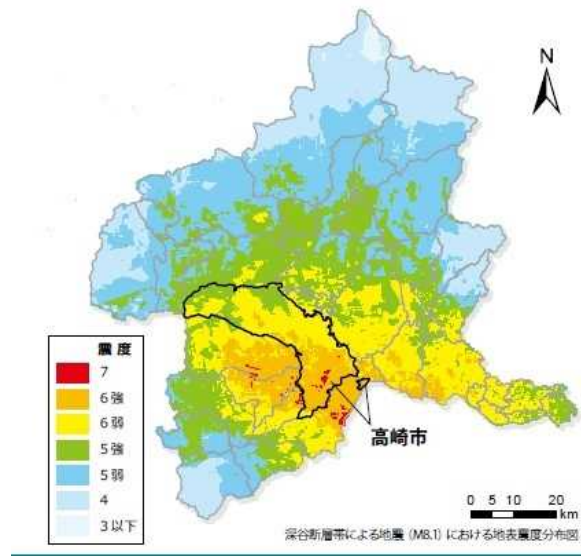 N
震度
7
6強
6弱
5強
5弱
4
3以下
高崎市
0 5 10 20
km
深谷断層帯による地震(M8.1)における地表震度分布図